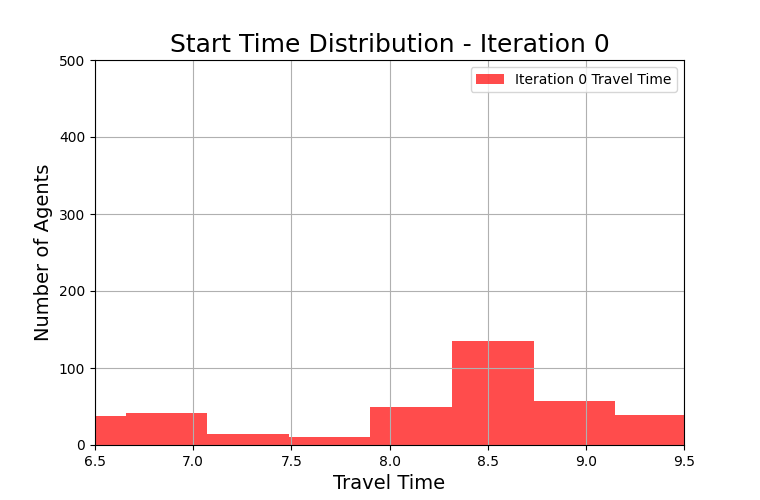 Start Time Distribution - Iteration 0
Iteration 0 Travel Time
Number of Agents
500
400
300
200
100
0
6.5 7.0 7.5 8.0 8.5 9.0 9.5
Travel Time